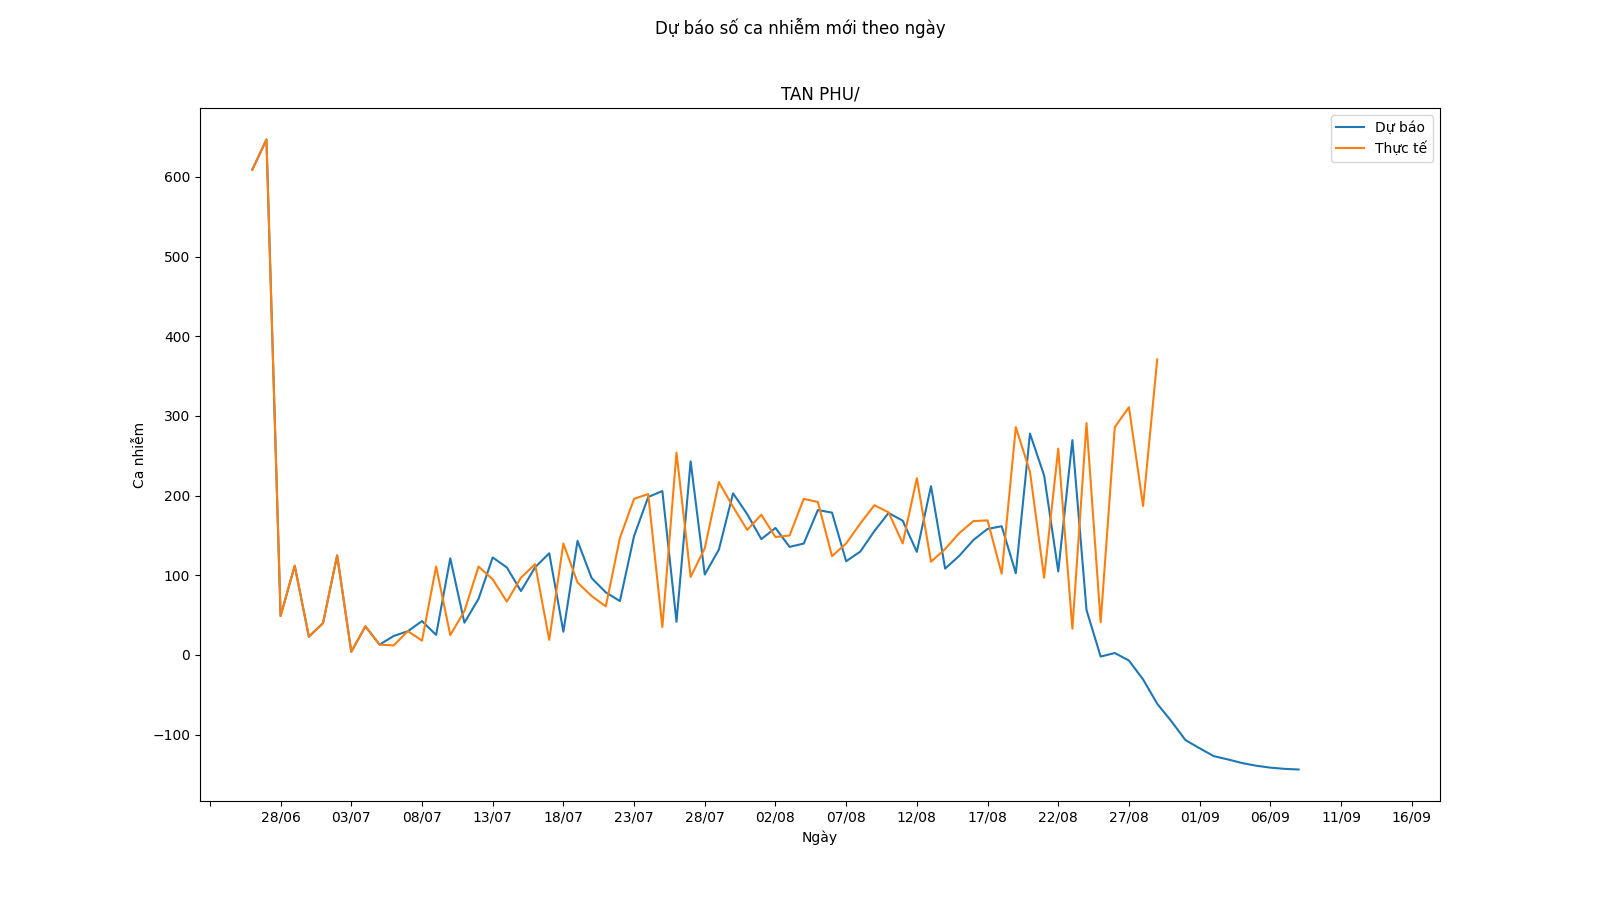 Dự báo số ca nhiễm mới theo ngày
TAN PHU/
Dự báo
Thực tế
600
500
400
300
200
100
0
−100
Ca nhiễm
28/06 03/07 08/07 13/07 18/07 23/07 28/07 02/08 07/08 12/08 17/08 22/08 27/08 01/09 06/09 11/09 16/09
Ngày